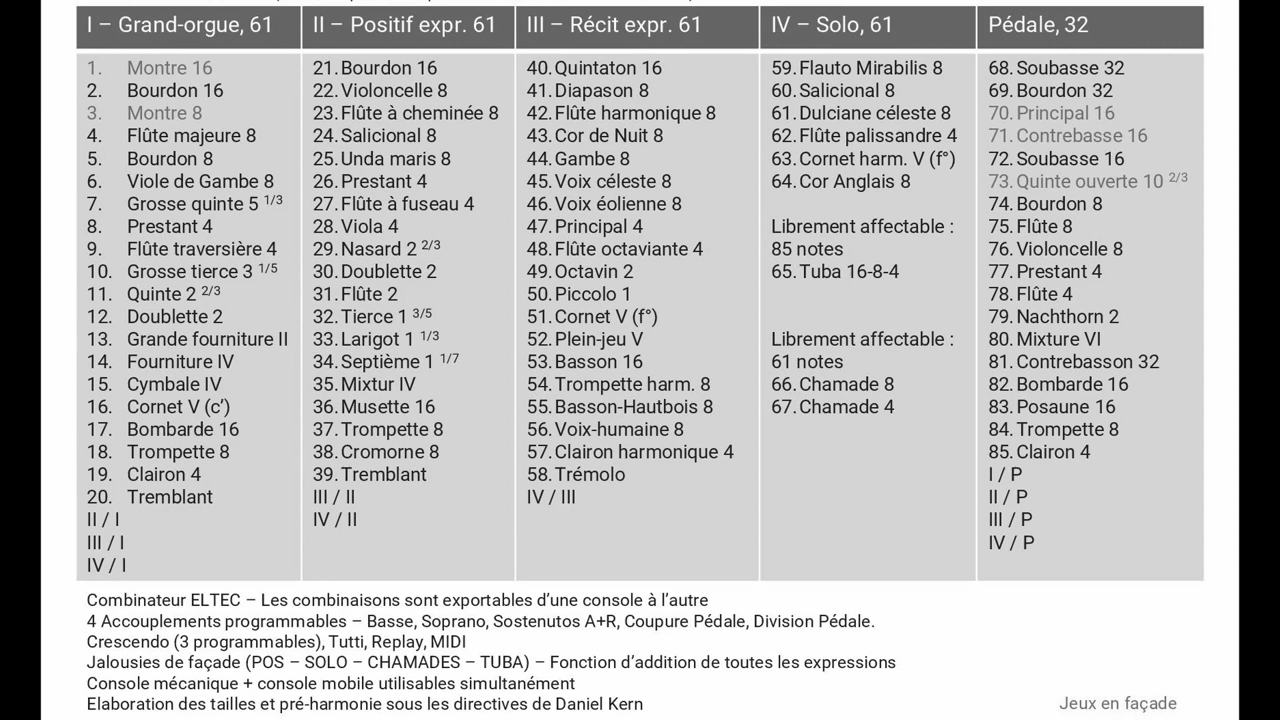 I – Grand-orgue, 61
1. Montre 16
2. Bourdon 16
3. Montre 8
4. Flûte majeure 8
5. Bourdon 8
6. Viole de Gambe 8
7. Grosse quinte 5 1/3
8. Prestant 4
9. Flûte traversière 4
10. Grosse tierce 3 1/5
11. Quinte 2 2/3
12. Doublette 2
13. Grande fourniture II
14. Fourniture IV
15. Cymbale IV
16. Cornet V (c’)
17. Bombarde 16
18. Trompette 8
19. Clairon 4
20. Tremblant
II / I
III / I
IV / I
II – Positif expr. 61
21. Bourdon 16
22. Violoncelle 8
23. Flûte à cheminée 8
24. Salicional 8
25. Unda maris 8
26. Prestant 4
27. Flûte à fuseau 4
28. Viola 4
29. Nasard 2 2/3
30. Doublette 2
31. Flûte 2
32. Tierce 1 3/5
33. Larigot 1 1/3
34. Septième 1 1/7
35. Mixtur IV
36. Musette 16
37. Trompette 8
38. Cromorne 8
39. Tremblant
III / II
IV / II
III – Récit expr. 61
40. Quintaton 16
41. Diapason 8
42. Flûte harmonique 8
43. Cor de Nuit 8
44. Gambe 8
45. Voix céleste 8
46. Voix éolienne 8
47. Principal 4
48. Flûte octaviante 4
49. Octavin 2
50. Piccolo 1
51. Cornet V (f°)
52. Plein-jeu V
53. Basson 16
54. Trompette harm. 8
55. Basson-Hautbois 8
56. Voix-humaine 8
57. Clairon harmonique 4
58. Trémolo
IV / III
IV – Solo, 61
59. Flauto Mirabilis 8
60. Salicional 8
61. Dulciane céleste 8
62. Flûte palissandre 4
63. Cornet harm. V (f°)
64. Cor Anglais 8
Librement affectable :
85 notes
65. Tuba 16-8-4
Librement affectable :
61 notes
66. Chamade 8
67. Chamade 4
Pédale, 32
68. Soubasse 32
69. Bourdon 32
70. Principal 16
71. Contrebasse 16
72. Soubasse 16
73. Quinte ouverte 10 2/3
74. Bourdon 8
75. Flûte 8
76. Violoncelle 8
77. Prestant 4
78. Flûte 4
79. Nachthorn 2
80. Mixture VI
81. Contrebasson 32
82. Bombarde 16
83. Posaune 16
84. Trompette 8
85. Clairon 4
I / P
II / P
III / P
IV / P
Combinateur ELTEC – Les combinaisons sont exportables d’une console à l’autre
4 Accouplements programmables – Basse, Soprano, Sostenutos A+R, Coupure Pédale, Division Pédale.
Crescendo (3 programmables), Tutti, Replay, MIDI
Jalousies de façade (POS – SOLO – CHAMADES – TUBA) – Fonction d’addition de toutes les expressions
Console mécanique + console mobile utilisables simultanément
Elaboration des tailles et pré-harmonie sous les directives de Daniel Kern
Jeux en façade